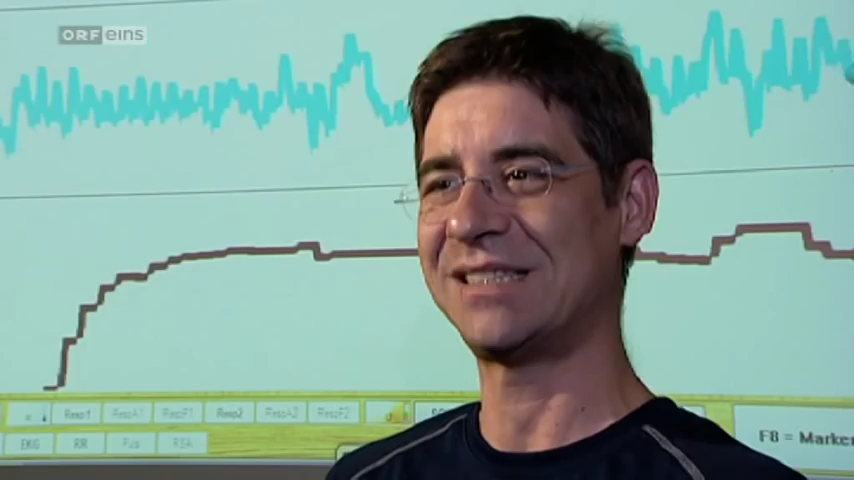 ORF eins
Resp1 RespA1 RespF1 Resp2 RespA2 RespF2
EKG RR Puls RSA
F8 = Marker